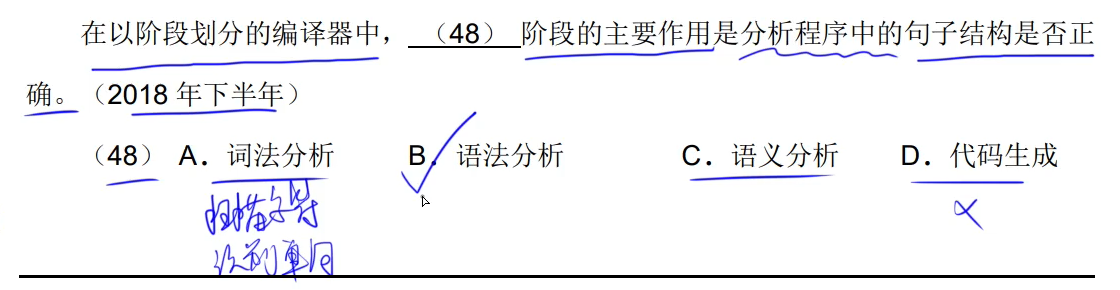 在以阶段划分的编译器中，（48）阶段的主要作用是分析程序中的句子结构是否正
确。（2018 年下半年）
（48） A．词法分析 B．语法分析 C．语义分析 D．代码生成
扫描字符
识别单词